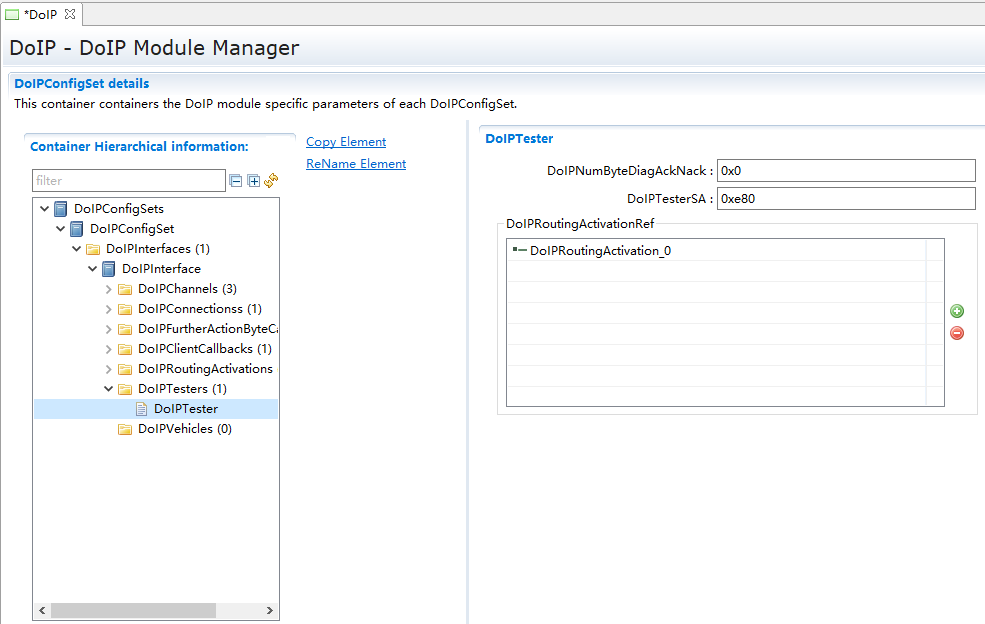 *DoIP
DoIP - DoIP Module Manager
DoIPConfigSet details
This container containers the DoIP module specific parameters of each DoIPConfigSet.
Container Hierarchical information:
filter
DoIPConfigSets
DoIPConfigSet
DoIPInterfaces (1)
DoIPInterface
DoIPChannels (3)
DoIPConnectionss (1)
DoIPFurtherActionByteCa
DoIPClientCallbacks (1)
DoIPRoutingActivations
DoIPTesters (1)
DoIPTester
DoIPVehicles (0)
Copy Element
ReName Element
DoIPTester
DoIPNumByteDiagAckNack : 0x0
DoIPTesterSA : 0xe80
DoIPRoutingActivationRef
DoIPRoutingActivation_0